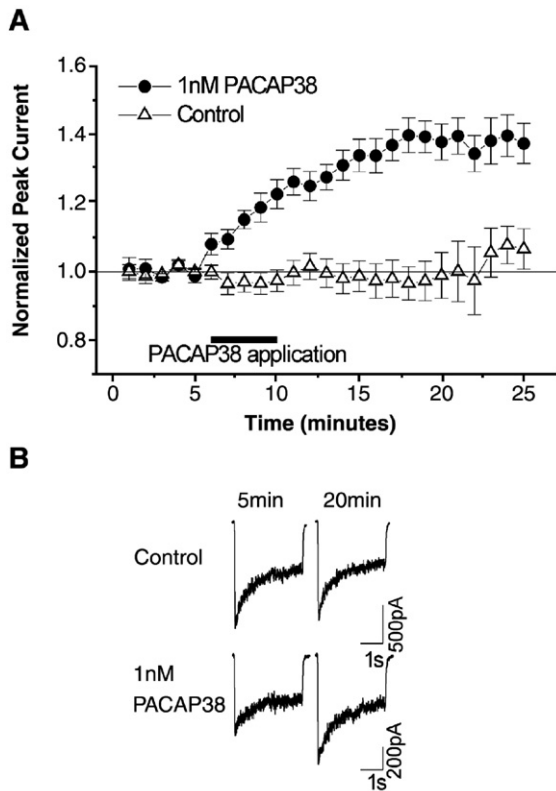 A
1nM PACAP38
Control
Normalized Peak Current
1.6
1.4
1.2
1.0
0.8
PACAP38 application
0 5 10 15 20 25
Time (minutes)
B
5min 20min
Control
500pA
1s
1nM
PACAP38
200pA
1s